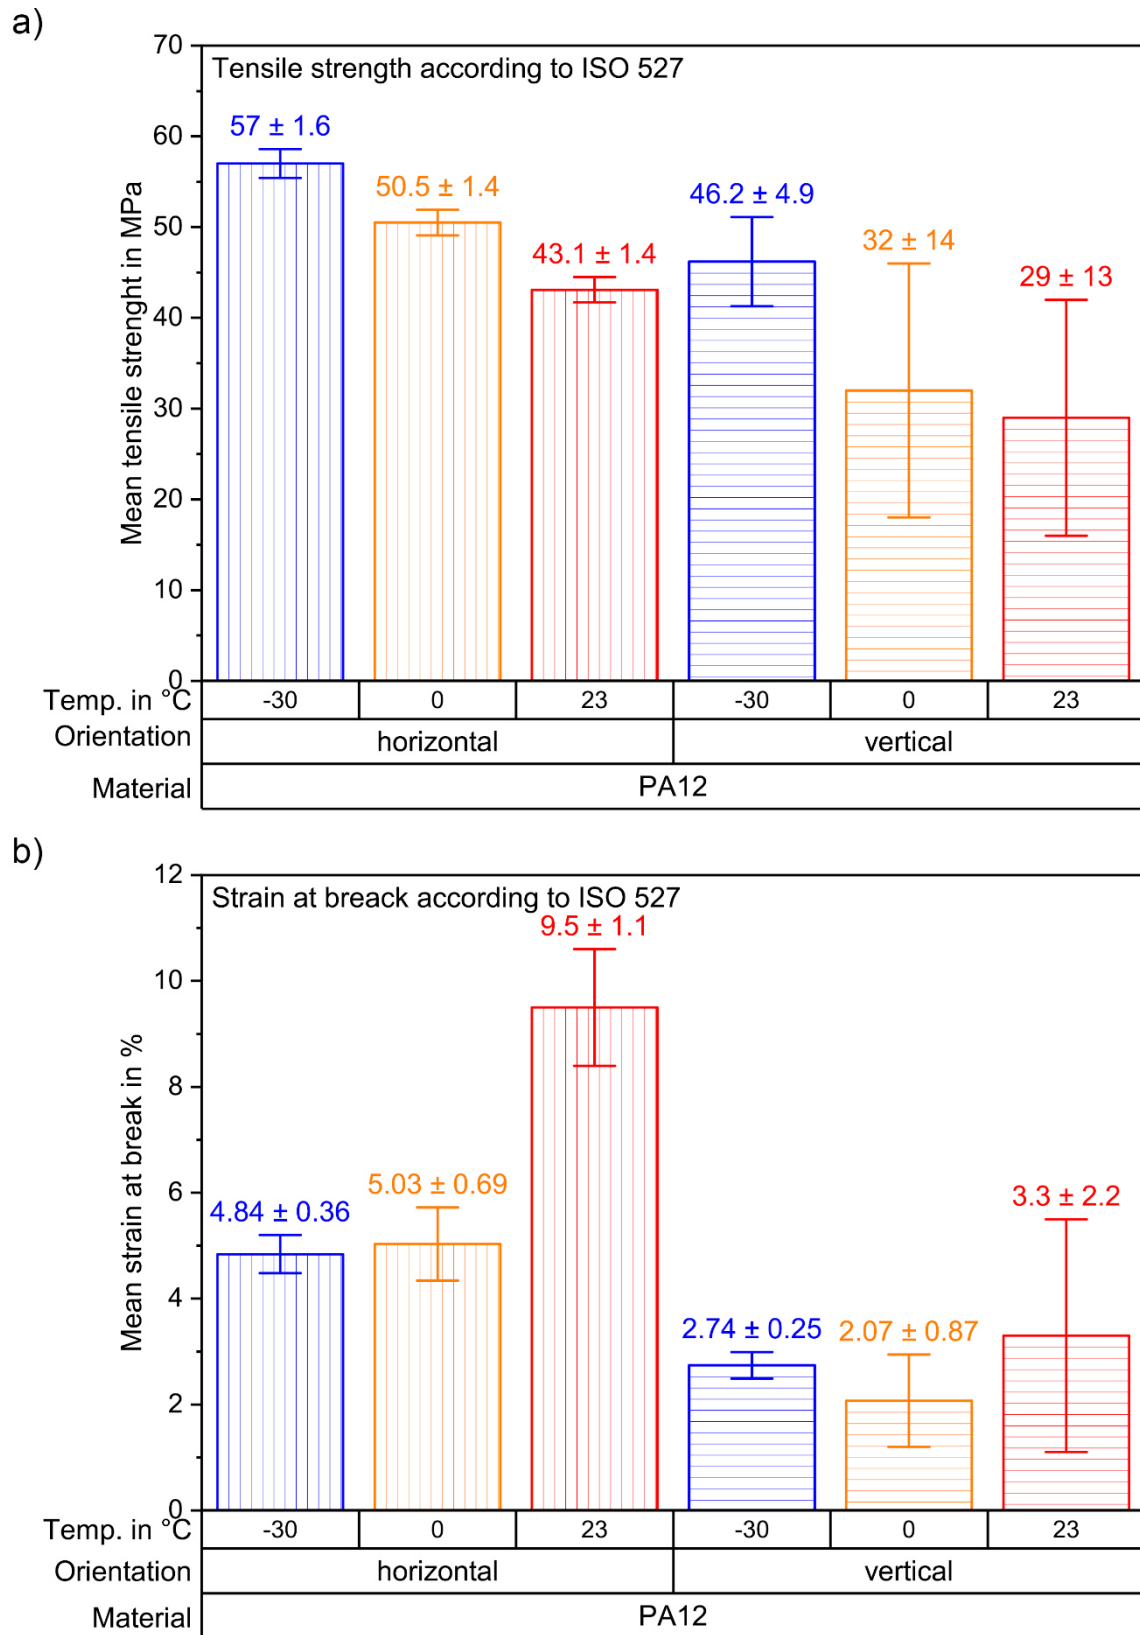 a)
70
Tensile strength according to ISO 527
60
57 ± 1.6
50.5 ± 1.4
50
46.2 ± 4.9
43.1 ± 1.4
40
32 ± 14
30
29 ± 13
20
10
0
Mean tensile strenght in MPa
Temp. in °C -30 0 23 -30 0 23
Orientation horizontal vertical
Material PA12
b)
12
Strain at breack according to ISO 527
9.5 ± 1.1
10
8
6
5.03 ± 0.69
4.84 ± 0.36
3.3 ± 2.2
4
2.74 ± 0.25
2.07 ± 0.87
2
0
Mean strain at break in %
Temp. in °C -30 0 23 -30 0 23
Orientation horizontal vertical
Material PA12